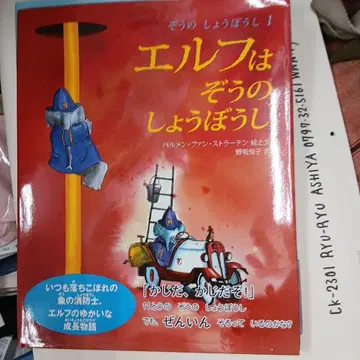 ぞうの しょうぼうし 1
エルフは
ぞうの
しょうぼうし
ハルメン・ファン・ストラーテン 絵と文
野坂悦子 訳
「かじだ、かじだぞ!」
11とうの ぞうの しょうぼうし
でも、ぜんいん そろって いるのかな?
いつも落ちこぼれの
象の消防士、
エルフのゆかいな
成長物語
CK-2301 RYU-RYU ASHIYA 0797-32-5161